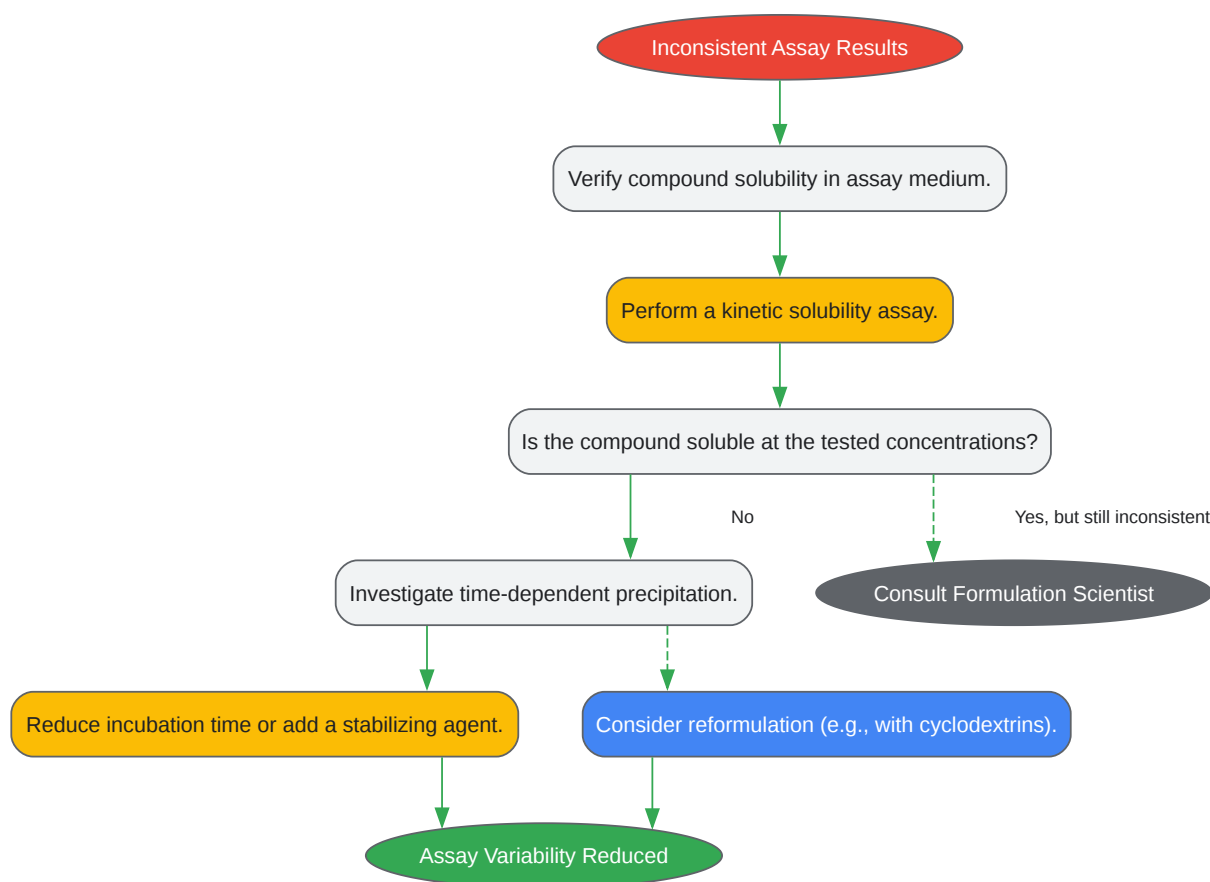 Inconsistent Assay Results
Verify compound solubility in assay medium.
Perform a kinetic solubility assay.
Is the compound soluble at the tested concentrations?
No
Yes, but still inconsistent
Investigate time-dependent precipitation.
Consult Formulation Scientist
Reduce incubation time or add a stabilizing agent.
Consider reformulation (e.g., with cyclodextrins).
Assay Variability Reduced